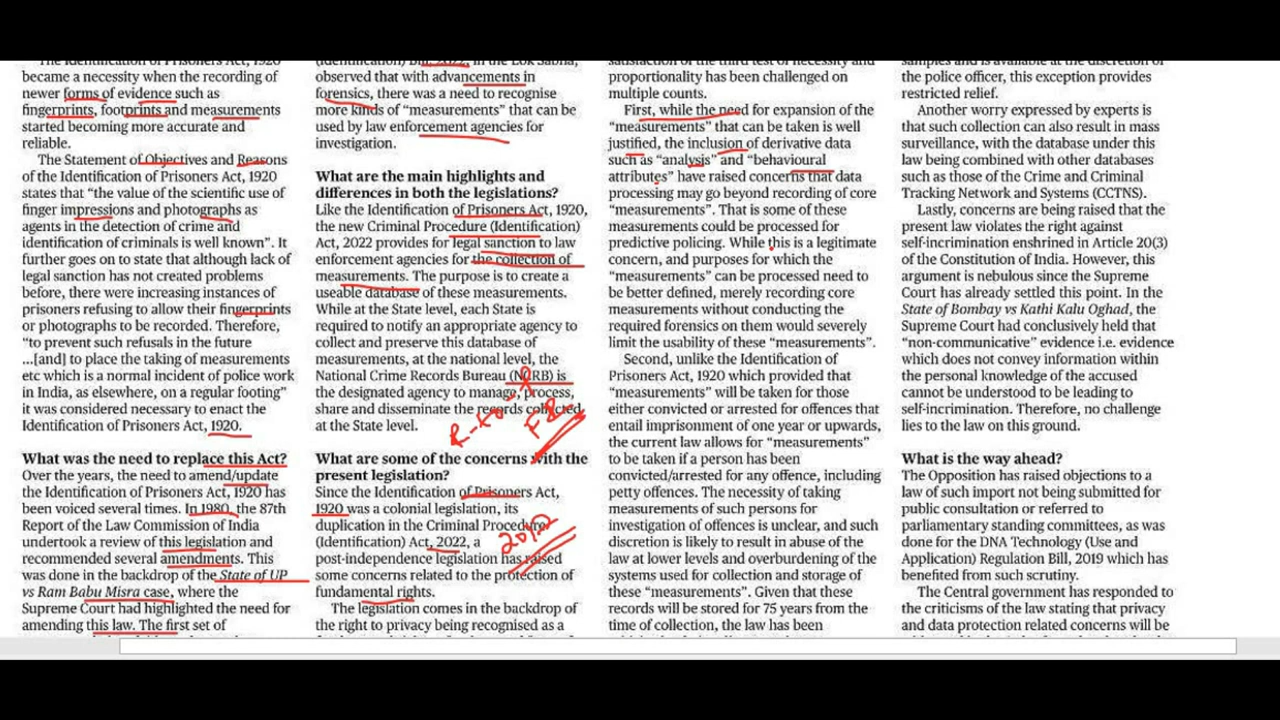 The Identification of Prisoners Act, 1920
became a necessity when the recording of
newer forms of evidence such as
fingerprints, footprints and measurements
started becoming more accurate and
reliable.
The Statement of Objectives and Reasons
of the Identification of Prisoners Act, 1920
states that “the value of the scientific use of
finger impressions and photographs as
agents in the detection of crime and
identification of criminals is well known”. It
further goes on to state that although lack of
legal sanction has not created problems
before, there were increasing instances of
prisoners refusing to allow their fingerprints
or photographs to be recorded. Therefore,
“to prevent such refusals in the future
...[and] to place the taking of measurements
etc which is a normal incident of police work
in India, as elsewhere, on a regular footing”
it was considered necessary to enact the
Identification of Prisoners Act, 1920.
What was the need to replace this Act?
Over the years, the need to amend/update
the Identification of Prisoners Act, 1920 has
been voiced several times. In 1980, the 87th
Report of the Law Commission of India
undertook a review of this legislation and
recommended several amendments. This
was done in the backdrop of the State of UP
vs Ram Babu Misra case, where the
Supreme Court had highlighted the need for
amending this law. The first set of
(Identification) Bill, 2022, in the Lok Sabha,
observed that with advancements in
forensics, there was a need to recognise
more kinds of “measurements” that can be
used by law enforcement agencies for
investigation.
What are the main highlights and
differences in both the legislations?
Like the Identification of Prisoners Act, 1920,
the new Criminal Procedure (Identification)
Act, 2022 provides for legal sanction to law
enforcement agencies for the collection of
measurements. The purpose is to create a
useable database of these measurements.
While at the State level, each State is
required to notify an appropriate agency to
collect and preserve this database of
measurements, at the national level, the
National Crime Records Bureau (NCRB) is
the designated agency to manage, process,
share and disseminate the records collected
at the State level.
What are some of the concerns with the
present legislation?
Since the Identification of Prisoners Act,
1920 was a colonial legislation, its
duplication in the Criminal Procedure
(Identification) Act, 2022, a
post-independence legislation has raised
some concerns related to the protection of
fundamental rights.
The legislation comes in the backdrop of
the right to privacy being recognised as a
satisfaction of the third test of necessity and
proportionality has been challenged on
multiple counts.
First, while the need for expansion of the
“measurements” that can be taken is well
justified, the inclusion of derivative data
such as “analysis” and “behavioural
attributes” have raised concerns that data
processing may go beyond recording of core
“measurements”. That is some of these
measurements could be processed for
predictive policing. While this is a legitimate
concern, and purposes for which the
“measurements” can be processed need to
be better defined, merely recording core
measurements without conducting the
required forensics on them would severely
limit the usability of these “measurements”.
Second, unlike the Identification of
Prisoners Act, 1920 which provided that
“measurements” will be taken for those
either convicted or arrested for offences that
entail imprisonment of one year or upwards,
the current law allows for “measurements”
to be taken if a person has been
convicted/arrested for any offence, including
petty offences. The necessity of taking
measurements of such persons for
investigation of offences is unclear, and such
discretion is likely to result in abuse of the
law at lower levels and overburdening of the
systems used for collection and storage of
these “measurements”. Given that these
records will be stored for 75 years from the
time of collection, the law has been
samples and is available at the discretion of
the police officer, this exception provides
restricted relief.
Another worry expressed by experts is
that such collection can also result in mass
surveillance, with the database under this
law being combined with other databases
such as those of the Crime and Criminal
Tracking Network and Systems (CCTNS).
Lastly, concerns are being raised that the
present law violates the right against
self-incrimination enshrined in Article 20(3)
of the Constitution of India. However, this
argument is nebulous since the Supreme
Court has already settled this point. In the
State of Bombay vs Kathi Kalu Oghad, the
Supreme Court had conclusively held that
“non-communicative” evidence i.e. evidence
which does not convey information within
the personal knowledge of the accused
cannot be understood to be leading to
self-incrimination. Therefore, no challenge
lies to the law on this ground.
What is the way ahead?
The Opposition has raised objections to a
law of such import not being submitted for
public consultation or referred to
parliamentary standing committees, as was
done for the DNA Technology (Use and
Application) Regulation Bill, 2019 which has
benefited from such scrutiny.
The Central government has responded to
the criticisms of the law stating that privacy
and data protection related concerns will be